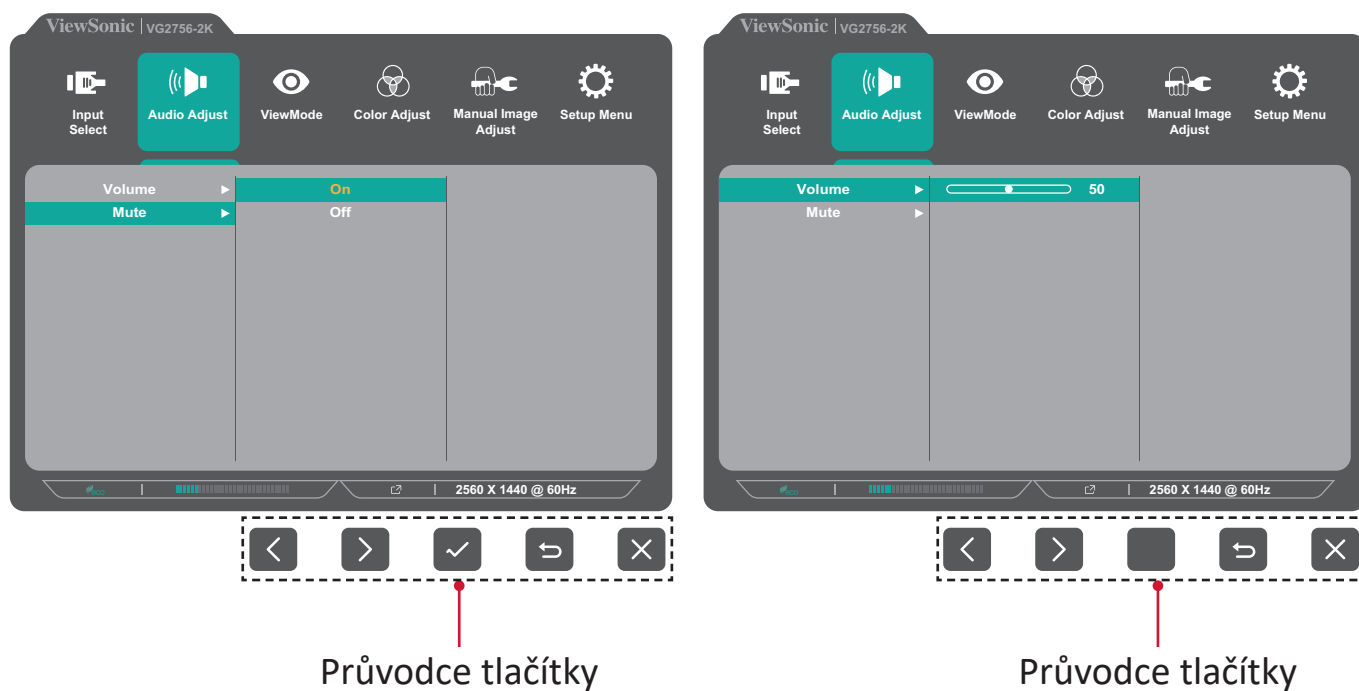 ViewSonic VG2756-2K
Input Select
Audio Adjust
ViewMode
Color Adjust
Manual Image Adjust
Setup Menu
Volume
On
Mute
Off
eco
2560 X 1440 @ 60Hz
Průvodce tlačítky
ViewSonic VG2756-2K
Input Select
Audio Adjust
ViewMode
Color Adjust
Manual Image Adjust
Setup Menu
Volume
50
Mute
eco
2560 X 1440 @ 60Hz
Průvodce tlačítky